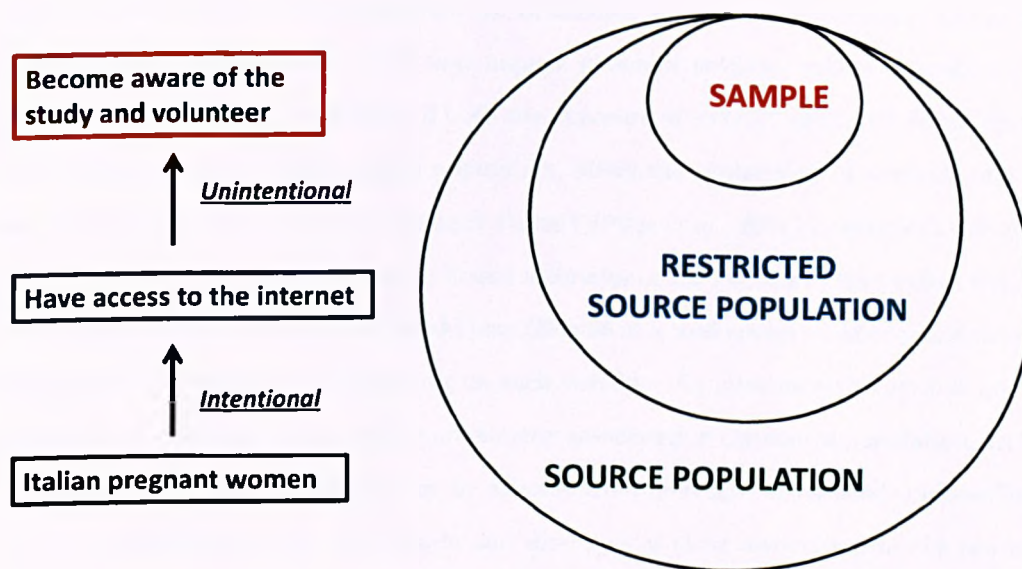 Become aware of the
study and volunteer
Unintentional
Have access to the internet
Intentional
Italian pregnant women
SAMPLE
RESTRICTED
SOURCE POPULATION
SOURCE POPULATION